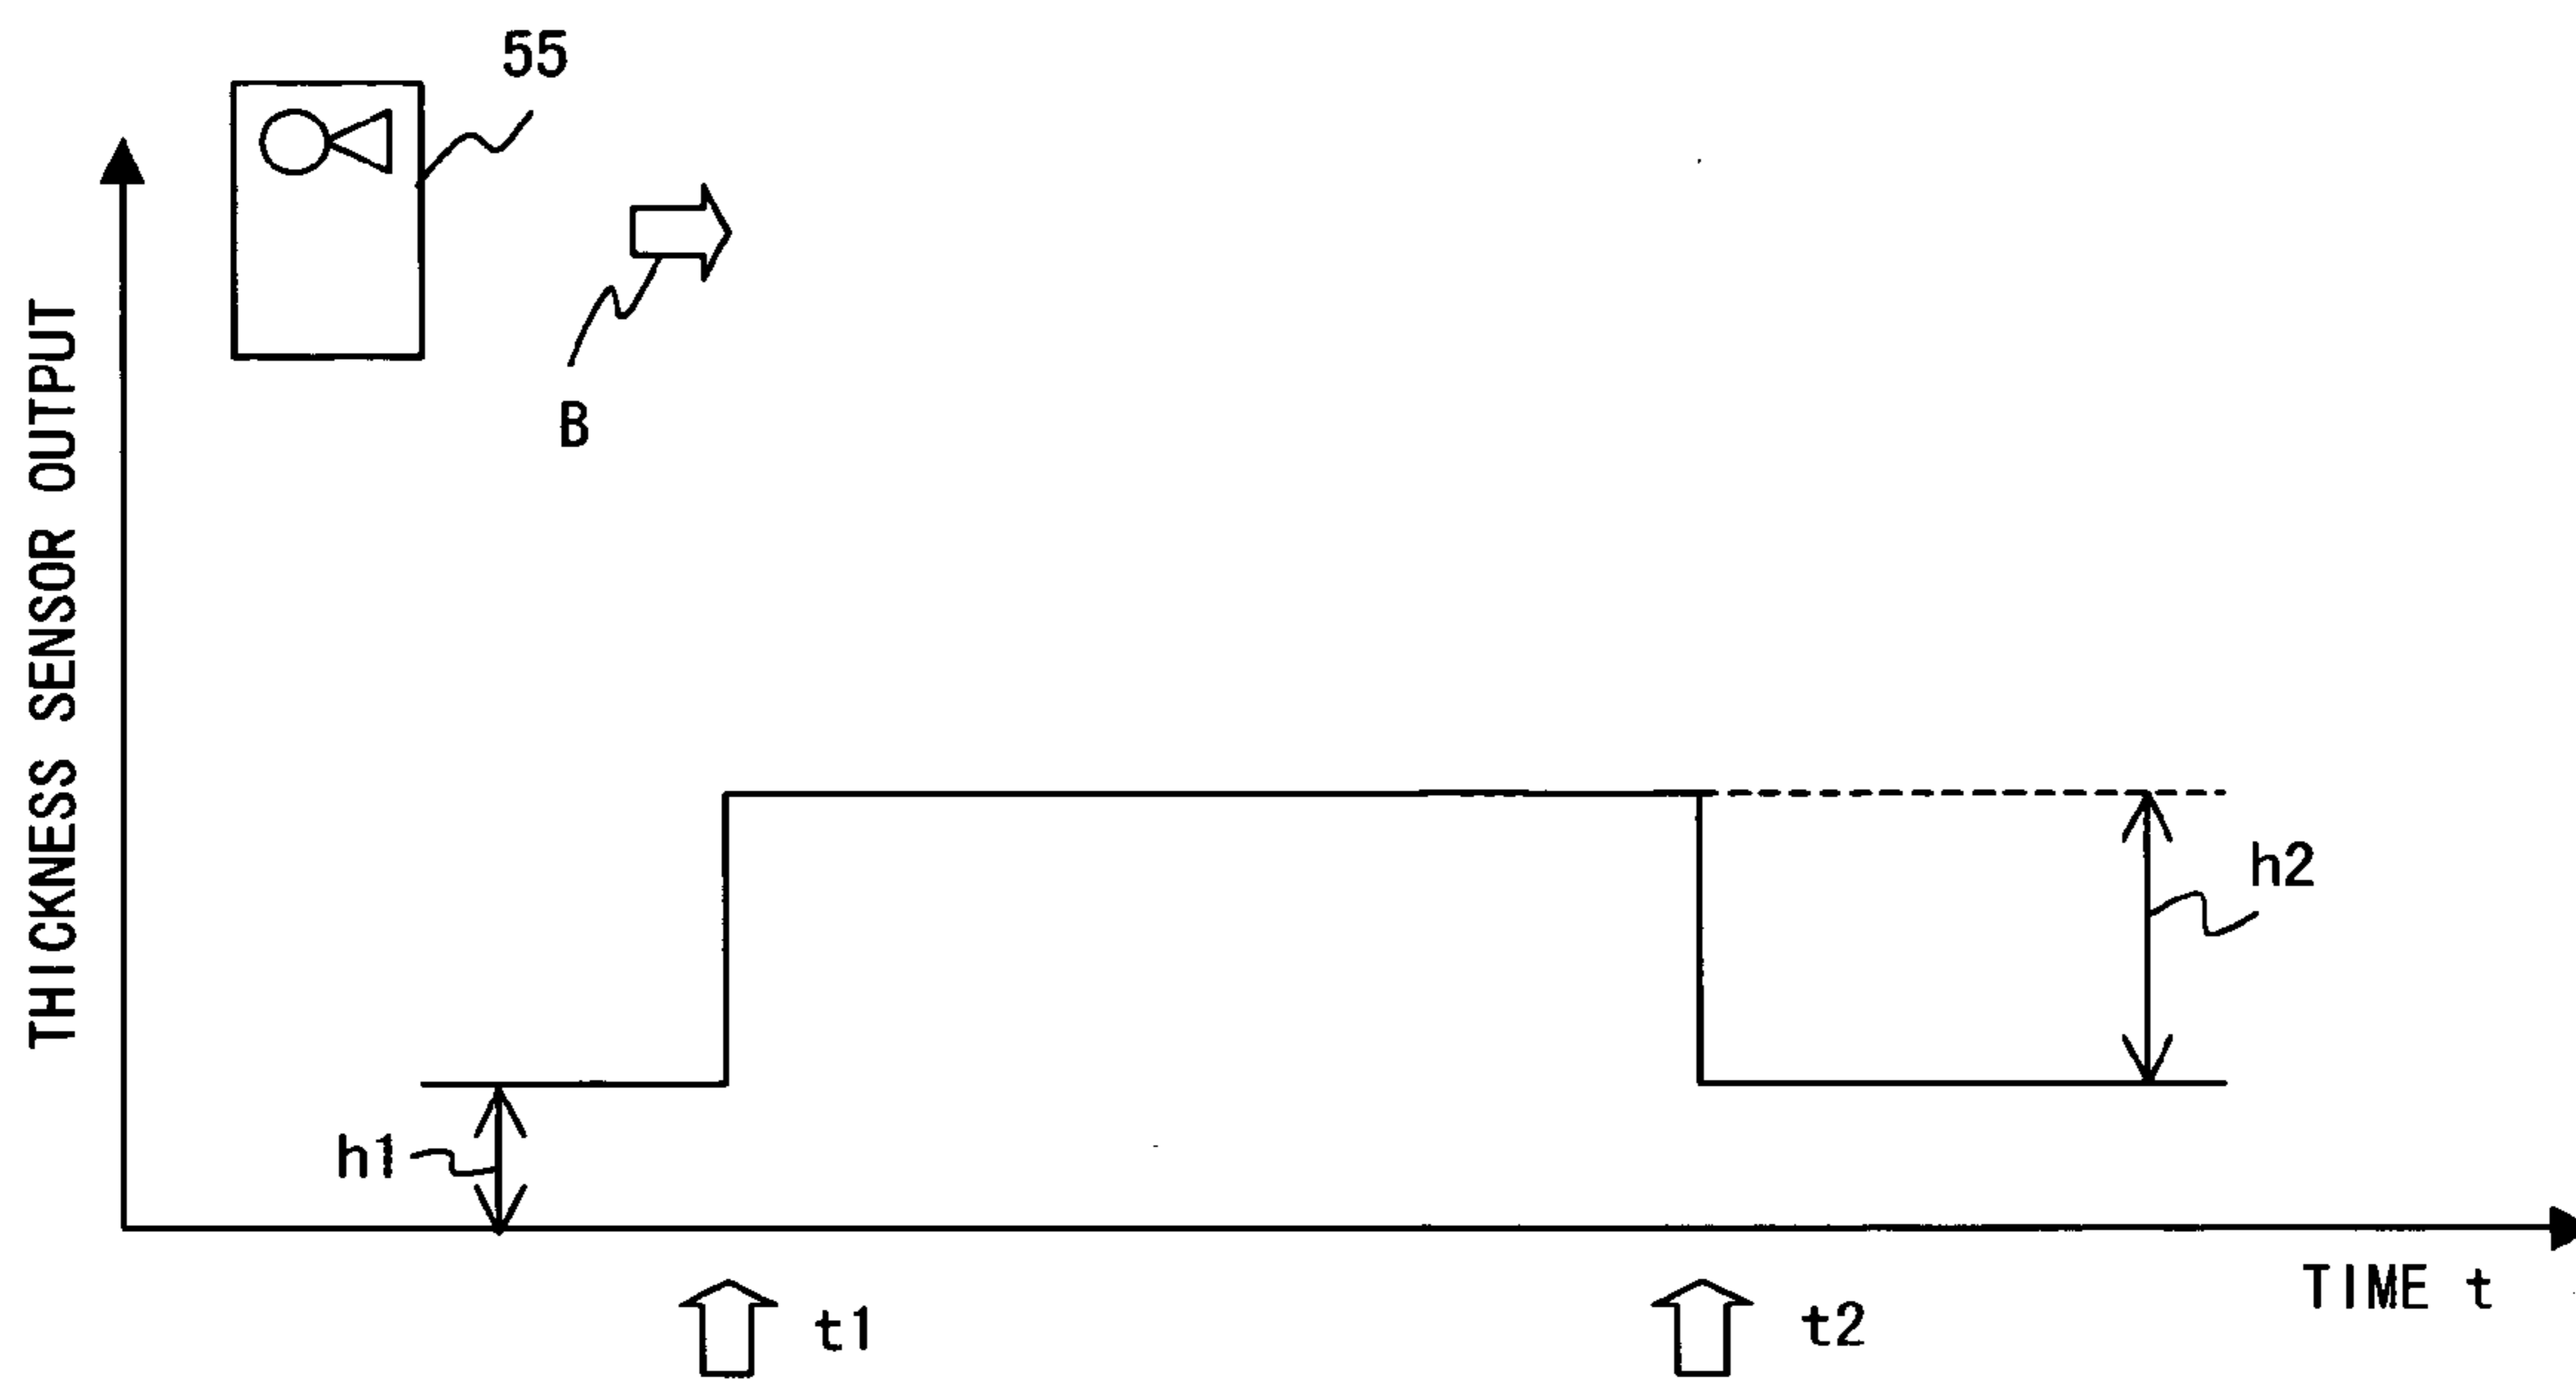 55
B
THICKNESS SENSOR OUTPUT
h2
h1
TIME t
t1
t2